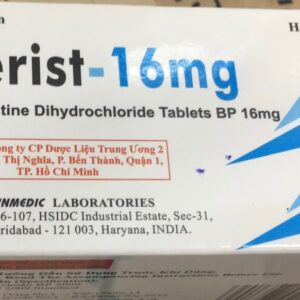 erist-16mg
tine Dihydrochloride Tablets BP 16mg
ng ty CP Dược Liệu Trung Ương 2
Thị Nghĩa, P. Bến Thành, Quận 1,
TP. Hồ Chí Minh
NMEDIC LABORATORIES
6-107, HSIDC Industrial Estate, Sec-31,
ridabad - 121 003, Haryana, INDIA.